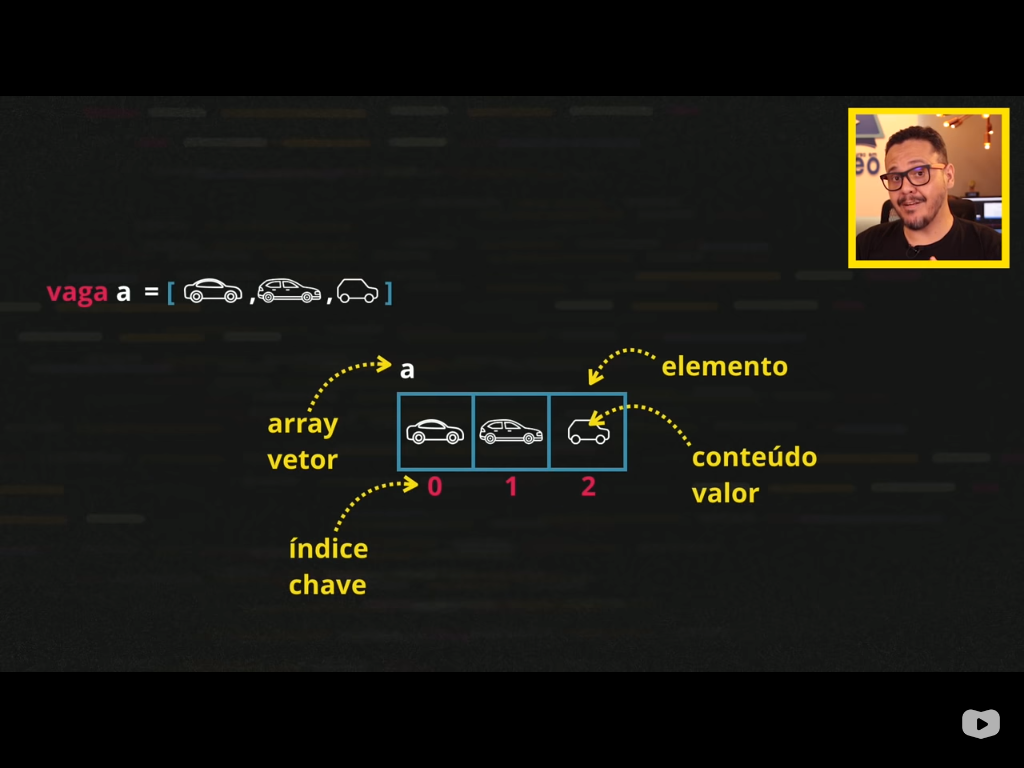 vaga a = [ , , ]
a
elemento
array
vetor
conteúdo
valor
0 1 2
índice
chave